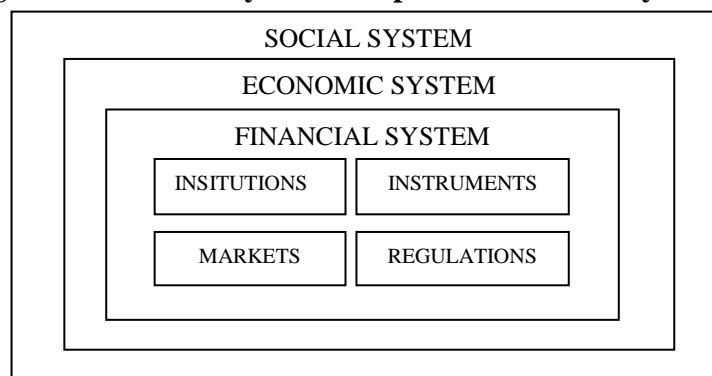 SOCIAL SYSTEM
ECONOMIC SYSTEM
FINANCIAL SYSTEM
INSITUTIONS INSTRUMENTS
MARKETS REGULATIONS